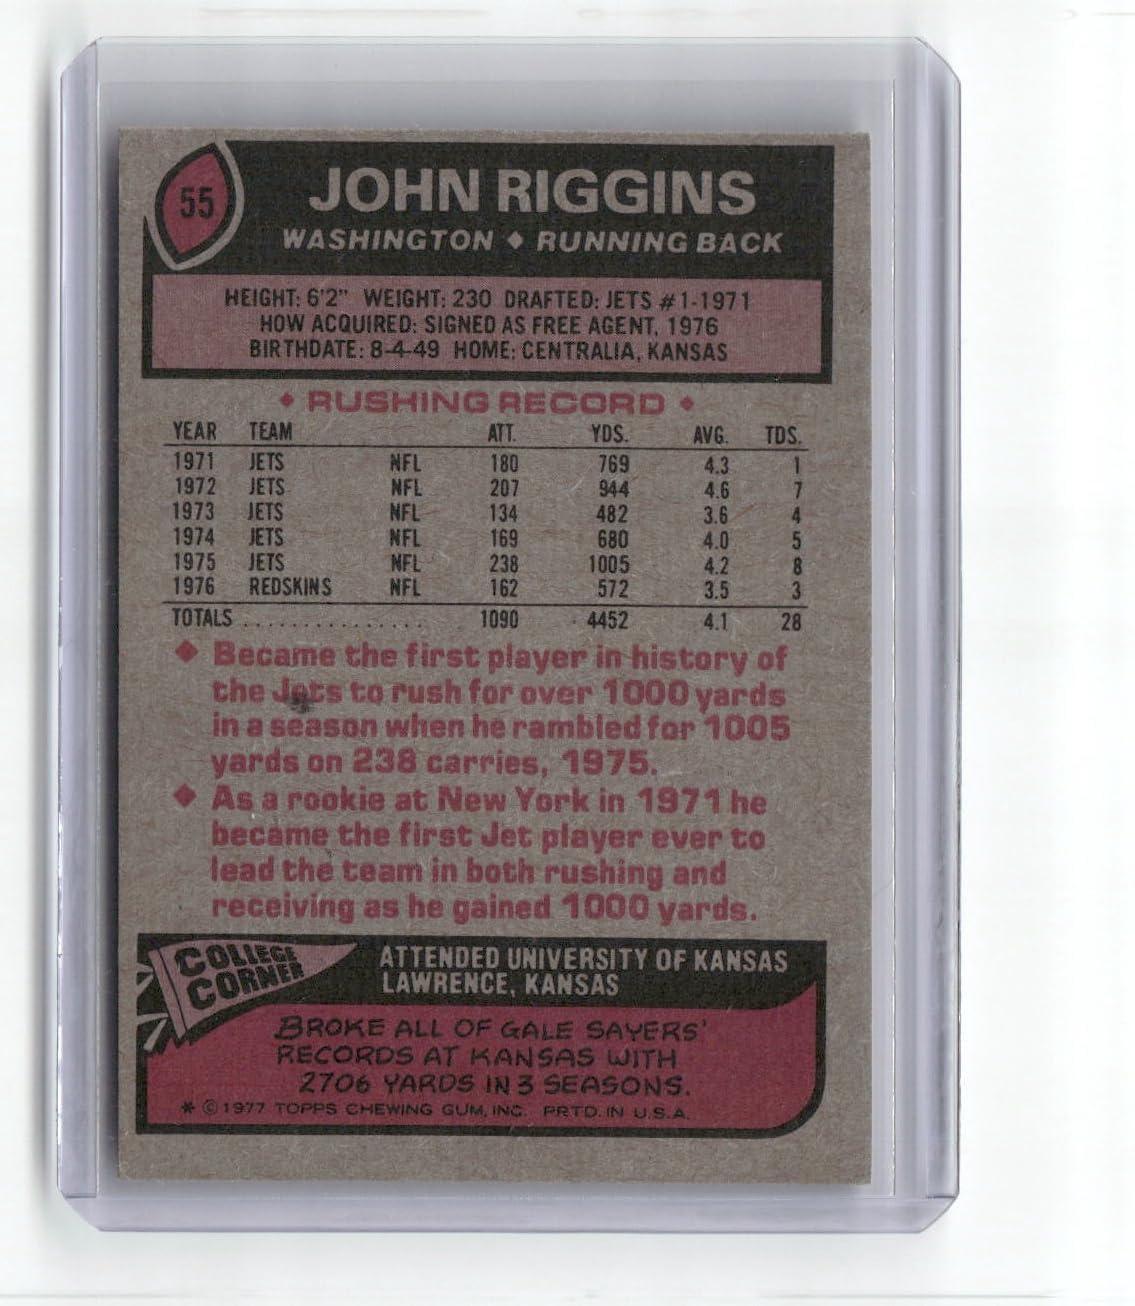 55
JOHN RIGGINS
WASHINGTON ♦ RUNNING BACK
HEIGHT: 6'2" WEIGHT: 230 DRAFTED: JETS #1-1971
HOW ACQUIRED: SIGNED AS FREE AGENT, 1976
BIRTHDATE: 8-4-49 HOME: CENTRALIA, KANSAS
♦ RUSHING RECORD ♦
YEAR TEAM ATT. YDS. AVG. TDS.
1971 JETS NFL 180 769 4.3 1
1972 JETS NFL 207 944 4.6 7
1973 JETS NFL 134 482 3.6 4
1974 JETS NFL 169 680 4.0 5
1975 JETS NFL 238 1005 4.2 8
1976 REDSKINS NFL 162 572 3.5 3
TOTALS ............... 1090 4452 4.1 28
♦ Became the first player in history of
the Jets to rush for over 1000 yards
in a season when he rambled for 1005
yards on 238 carries, 1975.
♦ As a rookie at New York in 1971 he
became the first Jet player ever to
lead the team in both rushing and
receiving as he gained 1000 yards.
COLLEGE
CORNER
ATTENDED UNIVERSITY OF KANSAS
LAWRENCE, KANSAS
BROKE ALL OF GALE SAYERS'
RECORDS AT KANSAS WITH
2706 YARDS IN 3 SEASONS.
* © 1977 TOPPS CHEWING GUM, INC. PRTD. IN U.S.A.